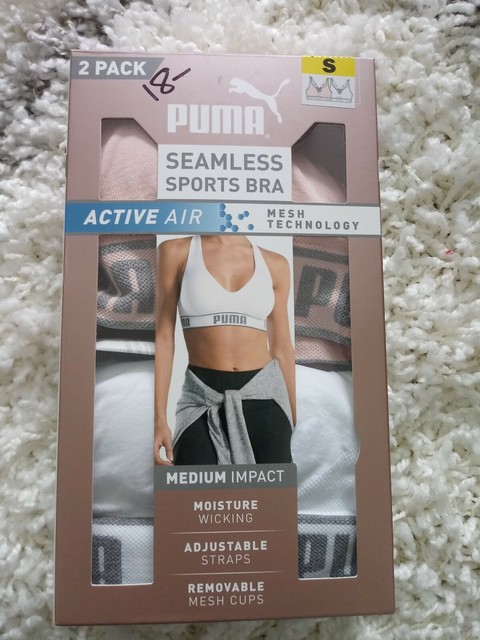 2 PACK
18-
S
PUMA
SEAMLESS
SPORTS BRA
ACTIVE AIR
MESH
TECHNOLOGY
PUMA
MEDIUM IMPACT
MOISTURE
WICKING
ADJUSTABLE
STRAPS
REMOVABLE
MESH CUPS